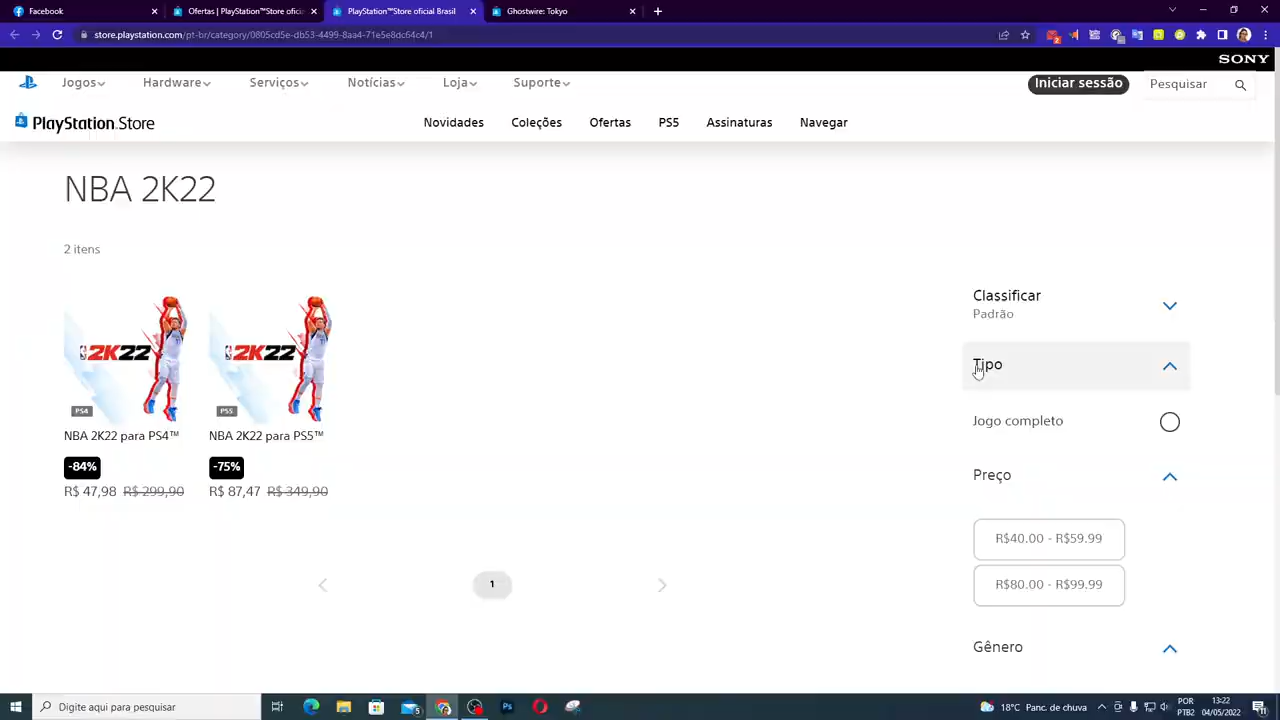 Facebook
Ofertas | PlayStation™Store oficia
PlayStation™Store oficial Brasil
Ghostwire: Tokyo
store.playstation.com/pt-br/category/0805cd5e-db53-4499-8aa4-71e5e8dc64c4/1
SONY
Jogos Hardware Serviços Notícias Loja Suporte
Iniciar sessão
Pesquisar
PlayStation.Store
Novidades Coleções Ofertas PS5 Assinaturas Navegar
NBA 2K22
2 itens
2K22
PS4
NBA 2K22 para PS4™
-84%
R$ 47,98 R$ 299,90
2K22
PS5
NBA 2K22 para PS5™
-75%
R$ 87,47 R$ 349,90
1
Classificar
Padrão
Tipo
Jogo completo
Preço
R$40.00 - R$59.99
R$80.00 - R$99.99
Gênero
Digite aqui para pesquisar
Ps
18°C Panc. de chuva
POR
PTB2
13:22
04/05/2022